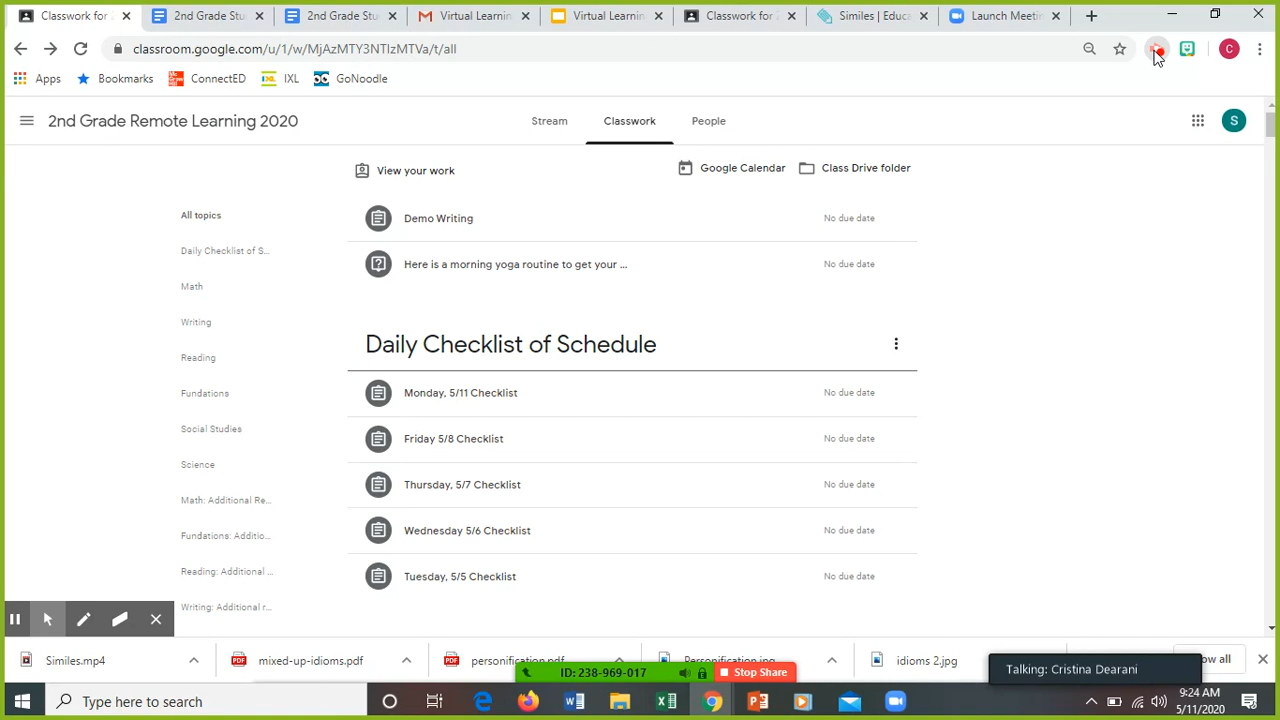 Classwork for 2
2nd Grade Stu
2nd Grade Stu
Virtual Learnin
Virtual Learnin
Classwork for 2
Similes | Educa
Launch Meeti
classroom.google.com/u/1/w/MjAzMTY3NTIzMTVa/t/all
C
Apps
Bookmarks
ConnectED
IXL
GoNoodle
2nd Grade Remote Learning 2020
Stream
Classwork
People
S
View your work
Google Calendar
Class Drive folder
All topics
Daily Checklist of S...
Math
Writing
Reading
Fundations
Social Studies
Science
Math: Additional Re...
Fundations: Additio...
Reading: Additional ...
Writing: Additional r...
Demo Writing
No due date
Here is a morning yoga routine to get your ...
No due date
Daily Checklist of Schedule
Monday, 5/11 Checklist
No due date
Friday 5/8 Checklist
No due date
Thursday, 5/7 Checklist
No due date
Wednesday 5/6 Checklist
No due date
Tuesday, 5/5 Checklist
No due date
Similes.mp4
mixed-up-idioms.pdf
personification.pdf
Personification.jpg
idioms 2.jpg
ow all
ID: 238-969-017
Stop Share
Talking: Cristina Dearani
Type here to search
9:24 AM
5/11/2020